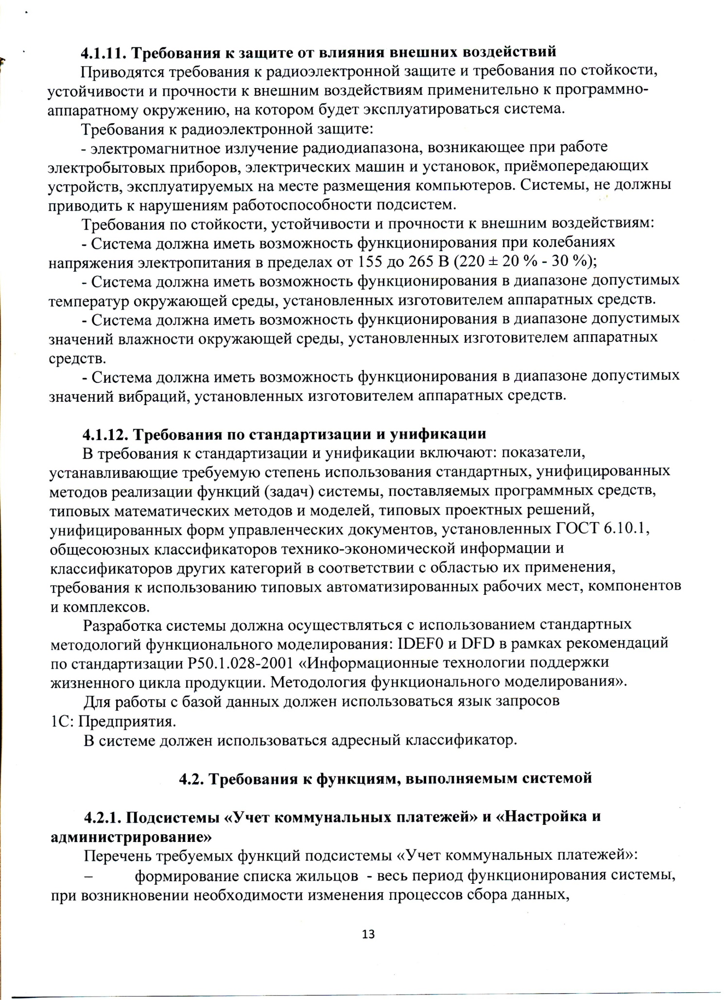 4.1.11. Требования к защите от влияния внешних воздействий
Приводятся требования к радиоэлектронной защите и требования по стойкости,
устойчивости и прочности к внешним воздействиям применительно к программно-
аппаратному окружению, на котором будет эксплуатироваться система.
Требования к радиоэлектронной защите:
- электромагнитное излучение радиодиапазона, возникающее при работе
электробытовых приборов, электрических машин и установок, приёмопередающих
устройств, эксплуатируемых на месте размещения компьютеров. Системы, не должны
приводить к нарушениям работоспособности подсистем.
Требования по стойкости, устойчивости и прочности к внешним воздействиям:
- Система должна иметь возможность функционирования при колебаниях
напряжения электропитания в пределах от 155 до 265 В (220 ± 20 % - 30 %);
- Система должна иметь возможность функционирования в диапазоне допустимых
температур окружающей среды, установленных изготовителем аппаратных средств.
- Система должна иметь возможность функционирования в диапазоне допустимых
значений влажности окружающей среды, установленных изготовителем аппаратных
средств.
- Система должна иметь возможность функционирования в диапазоне допустимых
значений вибраций, установленных изготовителем аппаратных средств.
4.1.12. Требования по стандартизации и унификации
В требования к стандартизации и унификации включают: показатели,
устанавливающие требуемую степень использования стандартных, унифицированных
методов реализации функций (задач) системы, поставляемых программных средств,
типовых математических методов и моделей, типовых проектных решений,
унифицированных форм управленческих документов, установленных ГОСТ 6.10.1,
общесоюзных классификаторов технико-экономической информации и
классификаторов других категорий в соответствии с областью их применения,
требования к использованию типовых автоматизированных рабочих мест, компонентов
и комплексов.
Разработка системы должна осуществляться с использованием стандартных
методологий функционального моделирования: IDEF0 и DFD в рамках рекомендаций
по стандартизации Р50.1.028-2001 «Информационные технологии поддержки
жизненного цикла продукции. Методология функционального моделирования».
Для работы с базой данных должен использоваться язык запросов
1С: Предприятия.
В системе должен использоваться адресный классификатор.
4.2. Требования к функциям, выполняемым системой
4.2.1. Подсистемы «Учет коммунальных платежей» и «Настройка и
администрирование»
Перечень требуемых функций подсистемы «Учет коммунальных платежей»:
– формирование списка жильцов - весь период функционирования системы,
при возникновении необходимости изменения процессов сбора данных,
13